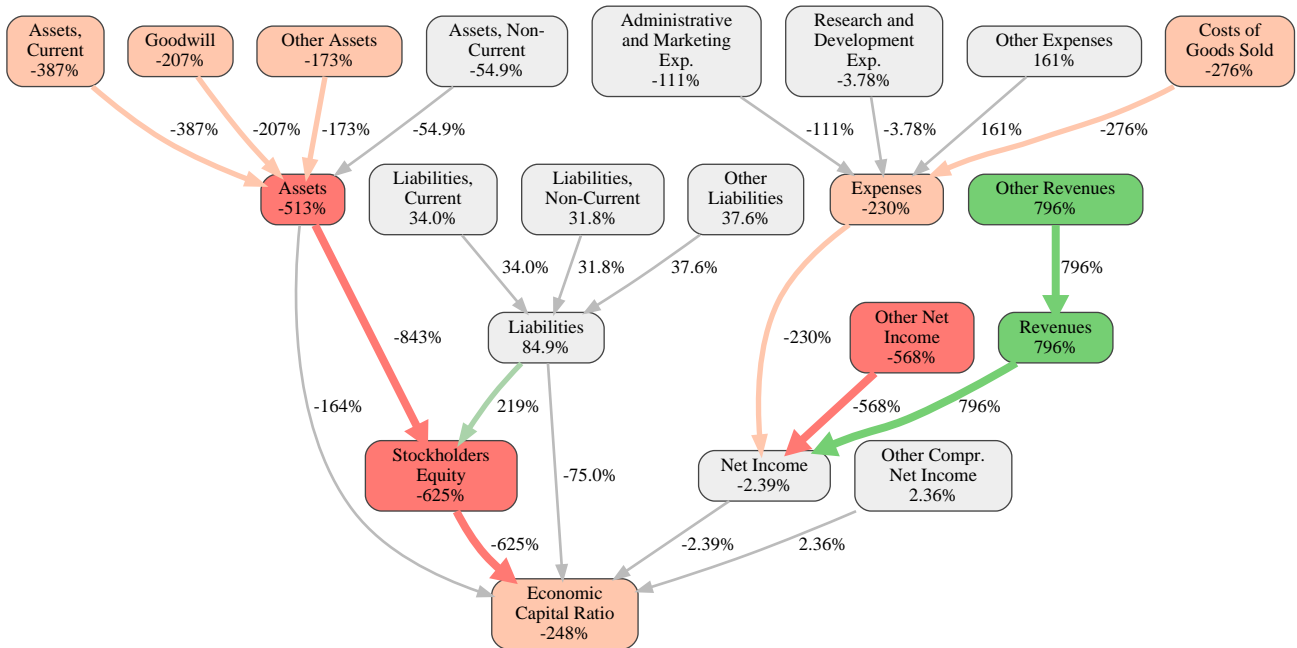 Assets,
Current
-387%
Goodwill
-207%
Other Assets
-173%
Assets, Non-
Current
-54.9%
Administrative
and Marketing
Exp.
-111%
Research and
Development
Exp.
-3.78%
Other Expenses
161%
Costs of
Goods Sold
-276%
-387%
-207%
-173%
-54.9%
-111%
-3.78%
161%
-276%
Assets
-513%
Liabilities,
Current
34.0%
Liabilities,
Non-Current
31.8%
Other
Liabilities
37.6%
Expenses
-230%
Other Revenues
796%
34.0%
31.8%
37.6%
796%
Liabilities
84.9%
Other Net
Income
-568%
Revenues
796%
-843%
-230%
-164%
219%
-568%
796%
Stockholders
Equity
-625%
Net Income
-2.39%
Other Compr.
Net Income
2.36%
-75.0%
-625%
-2.39%
2.36%
Economic
Capital Ratio
-248%